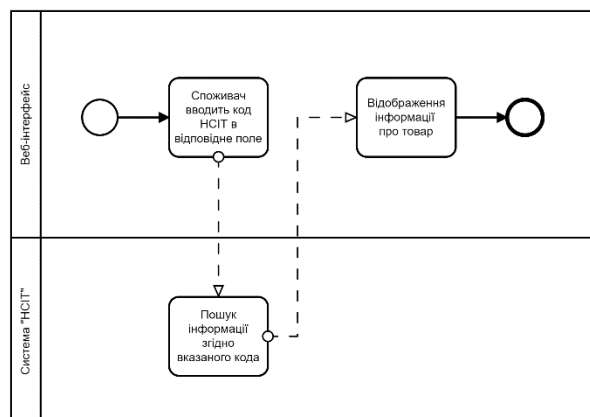 Веб-інтерфейс
Споживач
вводить код
НСІТ в
відповідне поле
Відображення
інформації
про товар
Система "НСІТ"
Пошук
інформації
згідно
вказаного кода